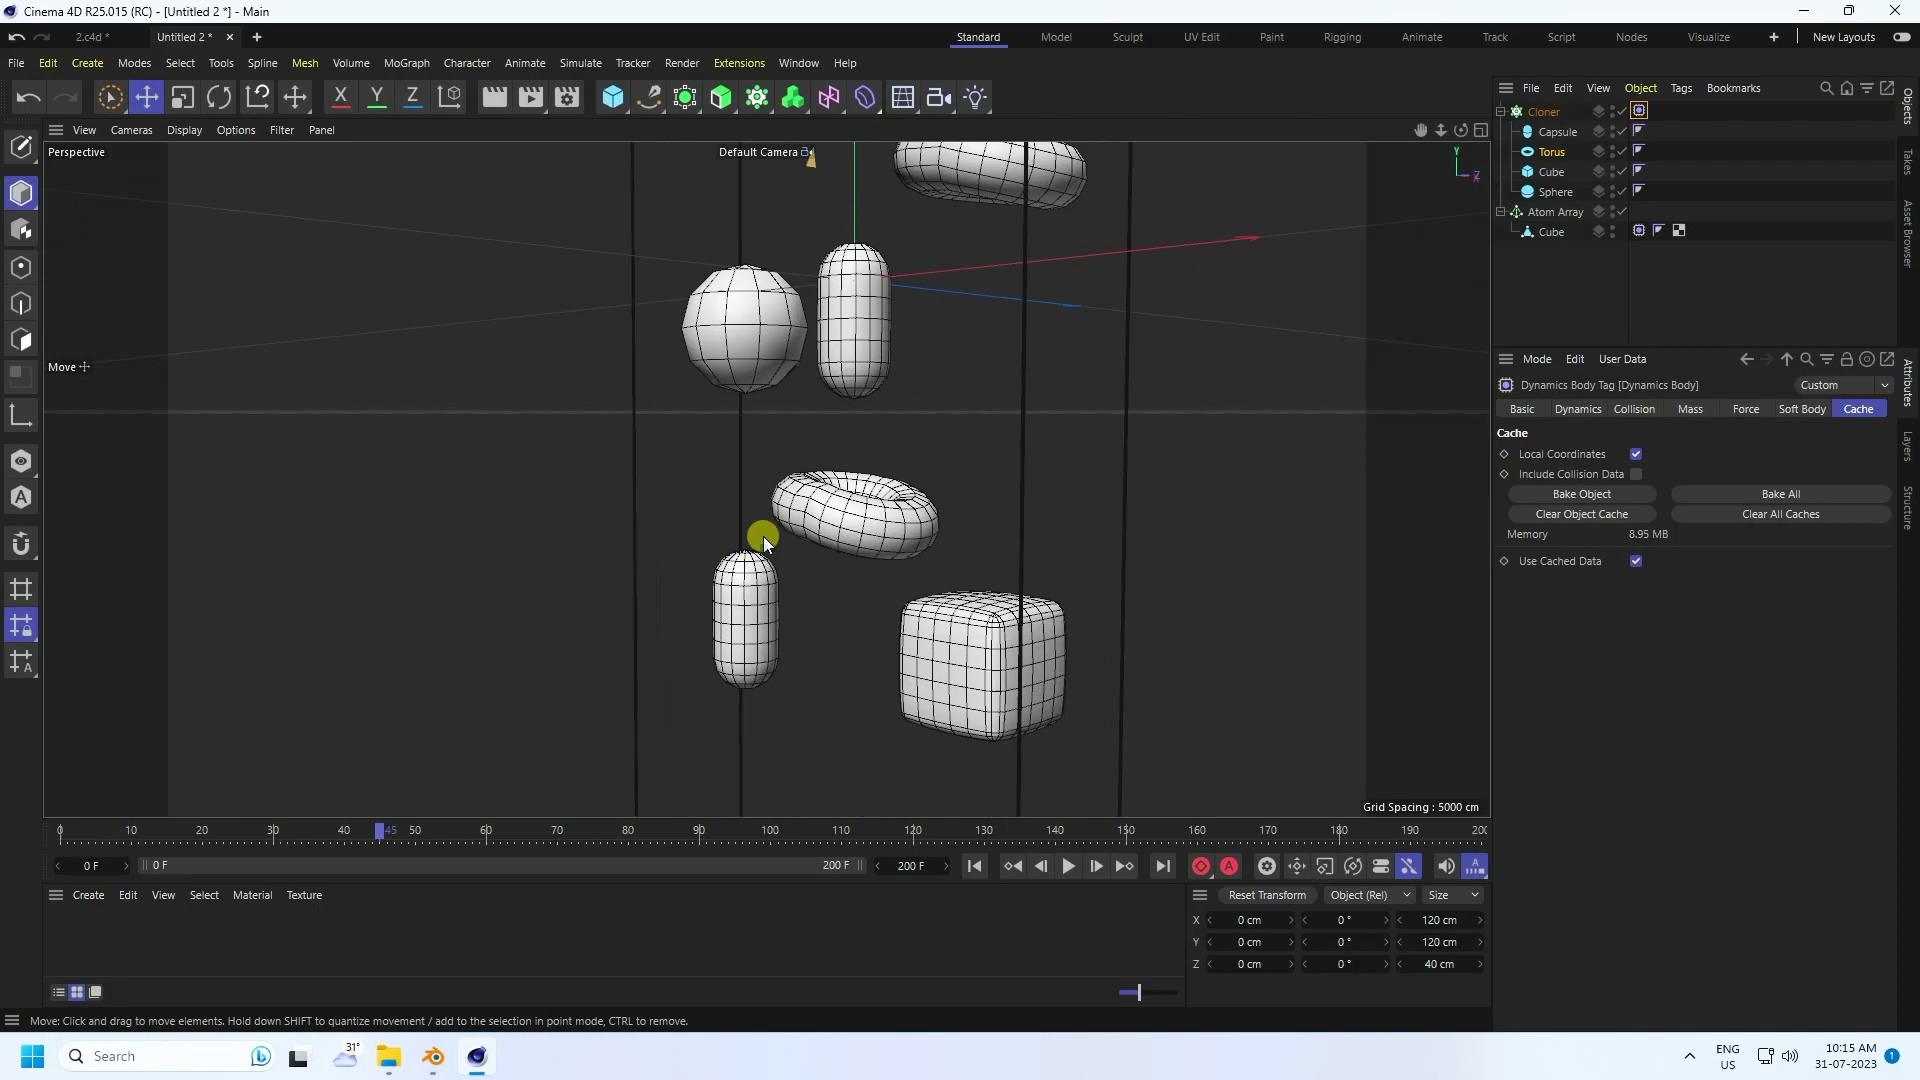 Cinema 4D R25.015 (RC) - [Untitled 2 *] - Main
2.c4d *
Untitled 2 *
Standard
Model
Sculpt
UV Edit
Paint
Rigging
Animate
Track
Script
Nodes
Visualize
New Layouts
File
Edit
Create
Modes
Select
Tools
Spline
Mesh
Volume
MoGraph
Character
Animate
Simulate
Tracker
Render
Extensions
Window
Help
X
Y
Z
View
Cameras
Display
Options
Filter
Panel
Perspective
Default Camera
Y
Move
Grid Spacing : 5000 cm
File
Edit
View
Object
Tags
Bookmarks
Cloner
Capsule
Torus
Cube
Sphere
Atom Array
Cube
Objects
Takes
Asset Browser
Mode
Edit
User Data
Dynamics Body Tag [Dynamics Body]
Custom
Basic
Dynamics
Collision
Mass
Force
Soft Body
Cache
Cache
Local Coordinates
Include Collision Data
Bake Object
Bake All
Clear Object Cache
Clear All Caches
Memory
8.95 MB
Use Cached Data
Attributes
Layers
Structure
0 10 20 30 40 45 50 60 70 80 90 100 110 120 130 140 150 160 170 180 190 200
0 F
0 F
200 F
200 F
Create
Edit
View
Select
Material
Texture
Reset Transform
Object (Rel)
Size
X 0 cm 0 ° 120 cm
Y 0 cm 0 ° 120 cm
Z 0 cm 0 ° 40 cm
Move: Click and drag to move elements. Hold down SHIFT to quantize movement / add to the selection in point mode, CTRL to remove.
Search
31°
ENG
US
10:15 AM
31-07-2023
1